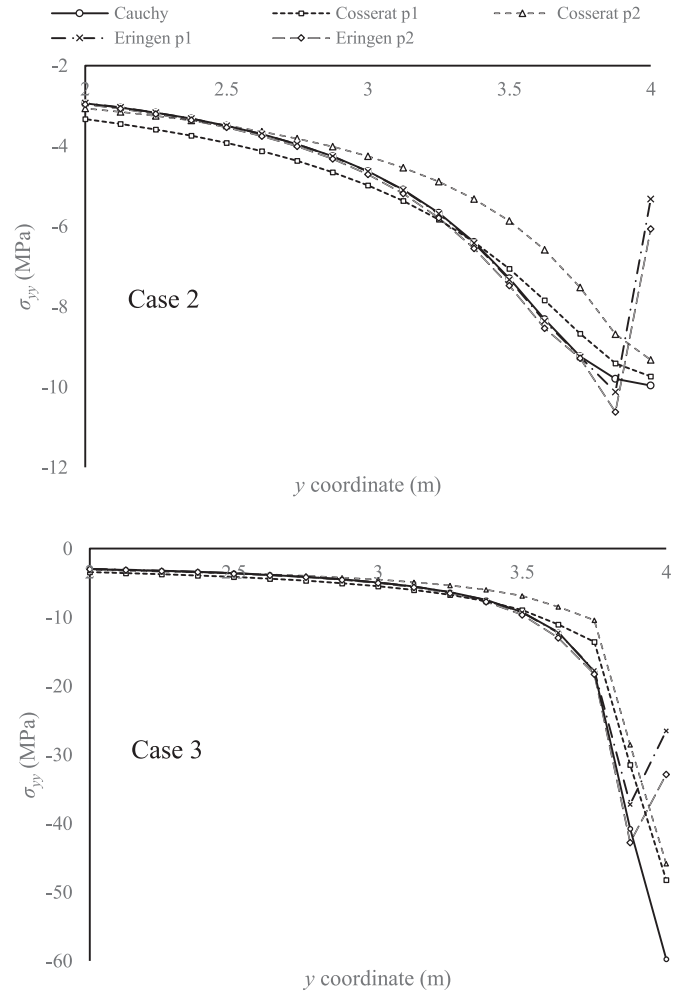 Cauchy Cosserat p1 Cosserat p2
Eringen p1 Eringen p2
-2
2 2.5 3 3.5 4
-4
-6
-8
-10
-12
σyy (MPa)
Case 2
y coordinate (m)
0
2 2.5 3 3.5 4
-10
-20
-30
-40
-50
-60
σyy (MPa)
Case 3
y coordinate (m)